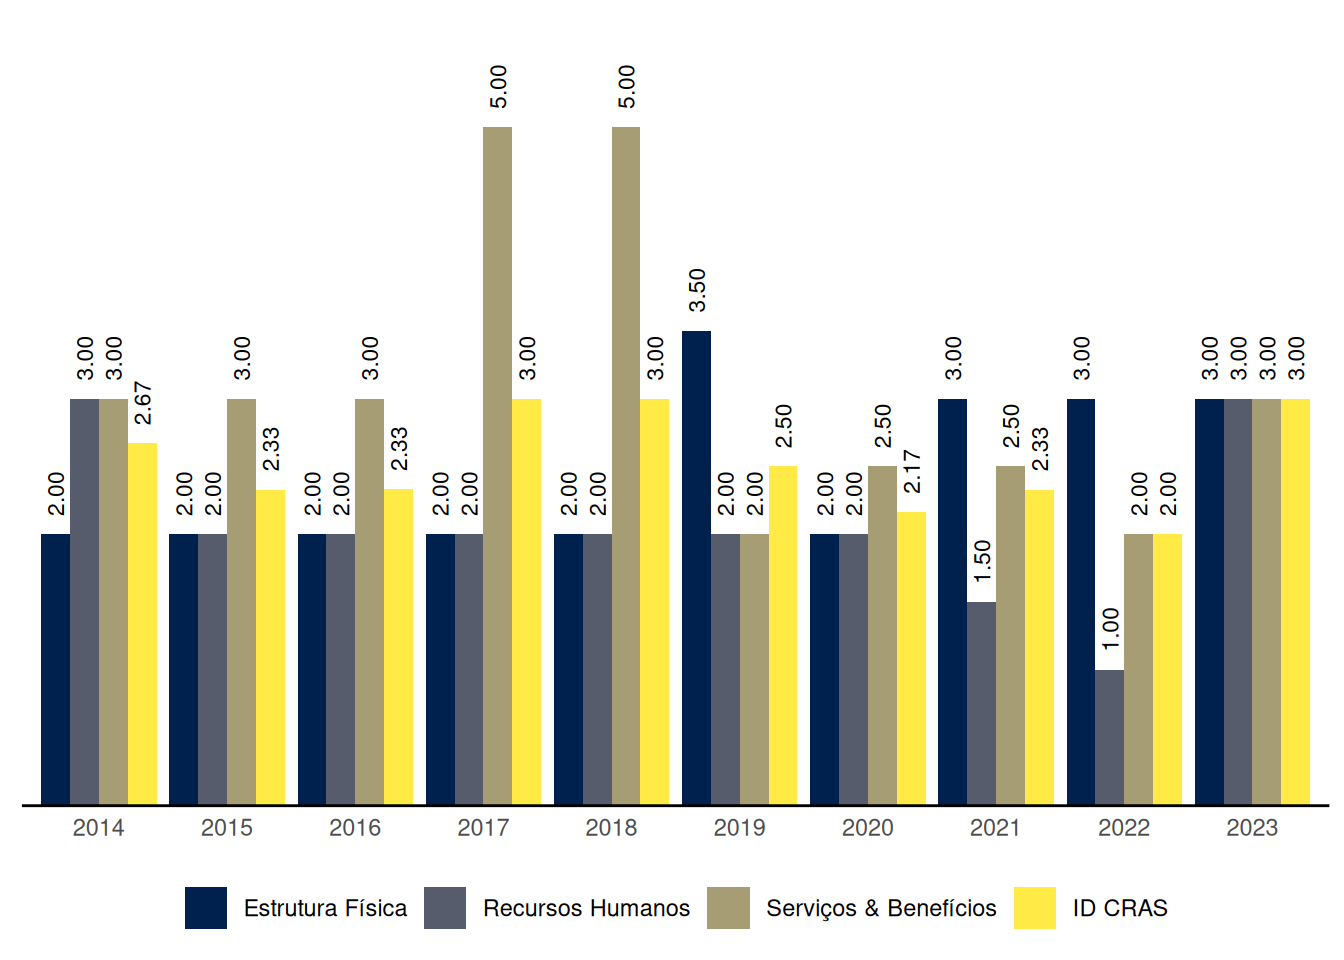 5.00 5.00
3.50
3.00 3.00 3.00 3.00 3.00 3.00 3.00 3.00 3.00 3.00 3.00 3.00
2.67
2.50 2.50 2.50
2.33 2.33 2.33
2.17
2.00 2.00 2.00 2.00 2.00 2.00 2.00 2.00 2.00 2.00 2.00 2.00 2.00 2.00 2.00
1.50
1.00
2014 2015 2016 2017 2018 2019 2020 2021 2022 2023
Estrutura Física Recursos Humanos Serviços & Benefícios ID CRAS